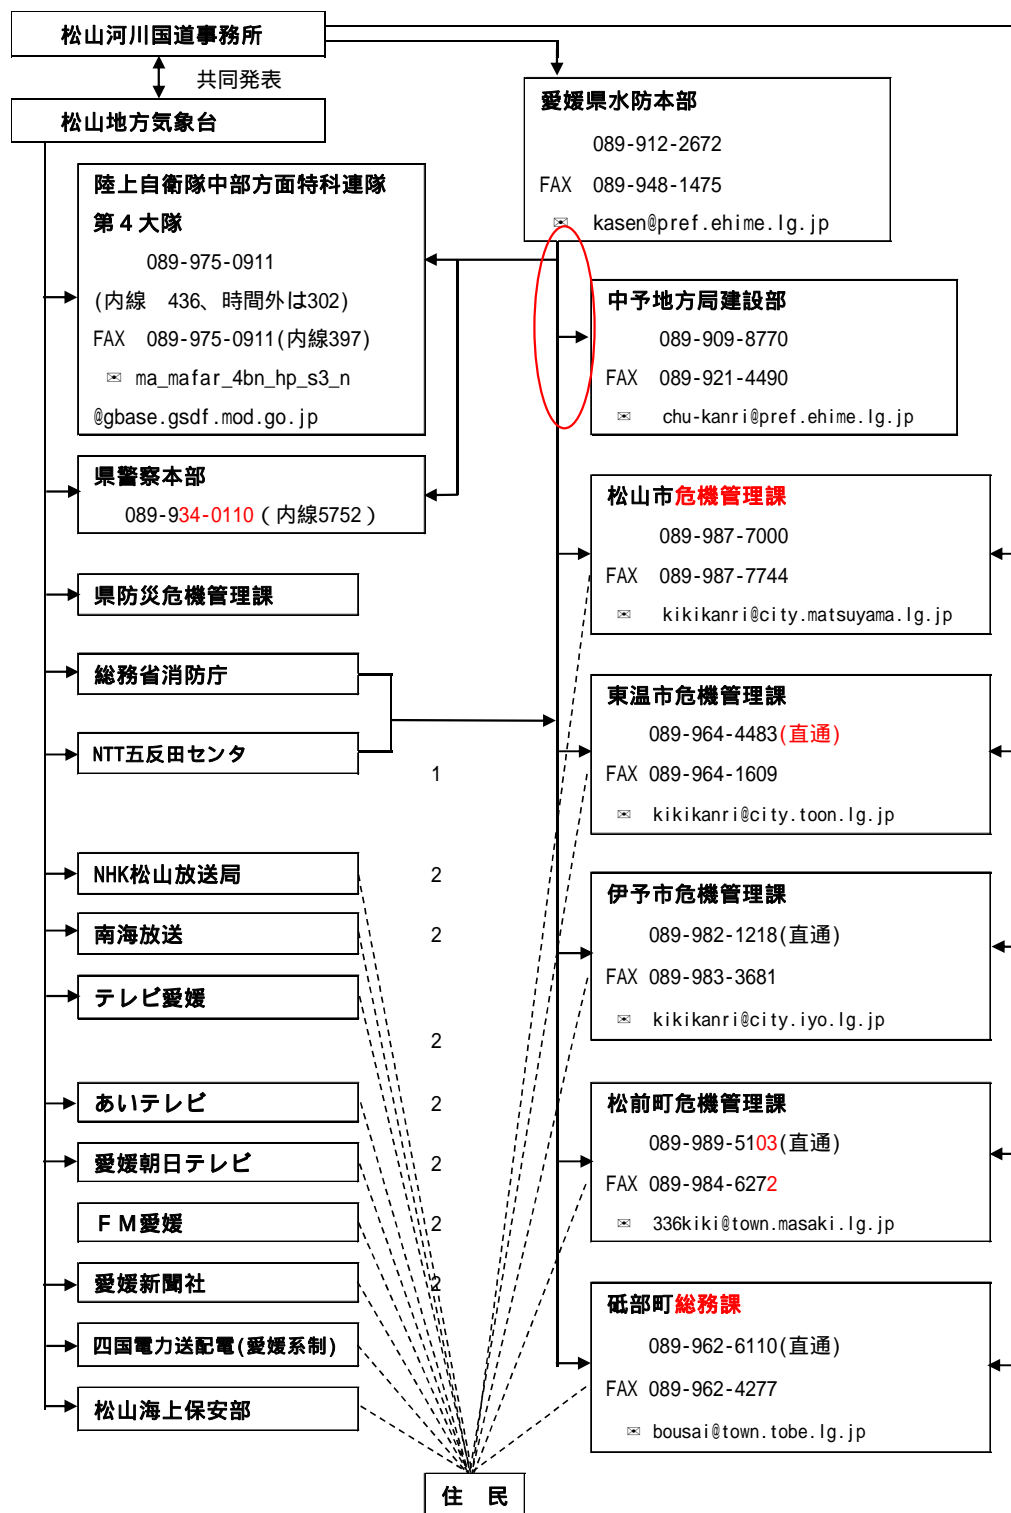 松山河川国道事務所
共同発表
松山地方気象台
愛媛県水防本部
089-912-2672
FAX 089-948-1475
✉ kasen@pref.ehime.lg.jp
陸上自衛隊中部方面特科連隊
第４大隊
089-975-0911
(内線 436、時間外は302)
FAX 089-975-0911(内線397)
✉ ma_mafar_4bn_hp_s3_n
@gbase.gsdf.mod.go.jp
中予地方局建設部
089-909-8770
FAX 089-921-4490
✉ chu-kanri@pref.ehime.lg.jp
県警察本部
089-934-0110（内線5752）
松山市危機管理課
089-987-7000
FAX 089-987-7744
✉ kikikanri@city.matsuyama.lg.jp
県防災危機管理課
総務省消防庁
NTT五反田センタ
1
東温市危機管理課
089-964-4483(直通)
FAX 089-964-1609
✉ kikikanri@city.toon.lg.jp
NHK松山放送局
2
南海放送
2
テレビ愛媛
2
伊予市危機管理課
089-982-1218(直通)
FAX 089-983-3681
✉ kikikanri@city.iyo.lg.jp
あいテレビ
2
愛媛朝日テレビ
2
ＦＭ愛媛
2
松前町危機管理課
089-989-5103(直通)
FAX 089-984-6272
✉ 336kiki@town.masaki.lg.jp
愛媛新聞社
2
四国電力送配電(愛媛系制)
松山海上保安部
砥部町総務課
089-962-6110(直通)
FAX 089-962-4277
✉ bousai@town.tobe.lg.jp
住 民